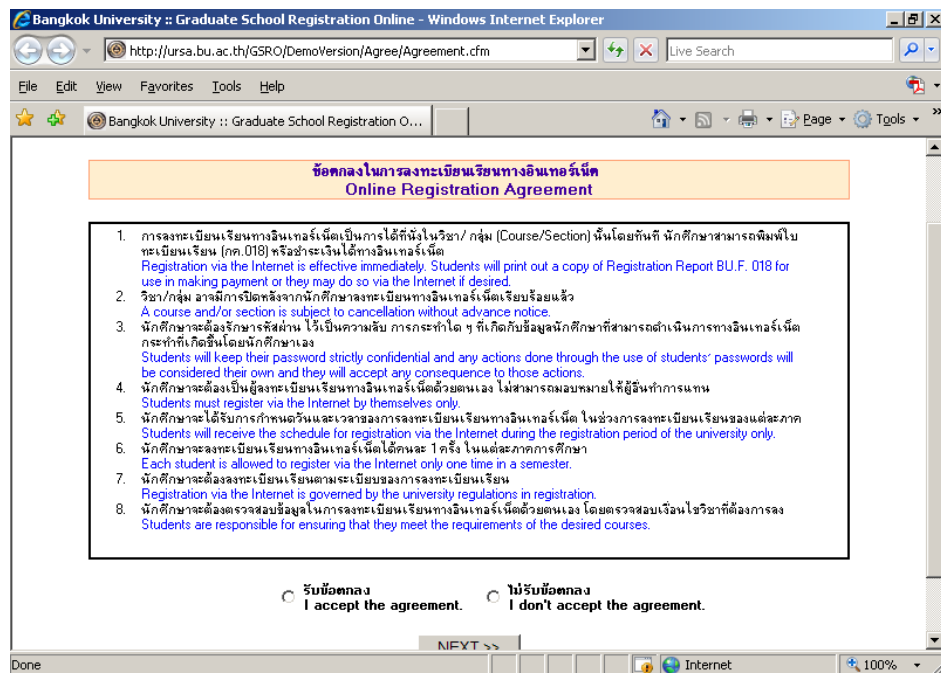 Bangkok University :: Graduate School Registration Online - Windows Internet Explorer
http://ursa.bu.ac.th/GSRO/DemoVersion/Agree/Agreement.cfm
Live Search
File Edit View Favorites Tools Help
Bangkok University :: Graduate School Registration O...
Page Tools
ข้อตกลงในการลงทะเบียนเรียนทางอินเทอร์เน็ต
Online Registration Agreement
1. การลงทะเบียนเรียนทางอินเทอร์เน็ตเป็นการได้ที่นั่งในวิชา/ กลุ่ม (Course/Section) นั้นโดยทันที นักศึกษาสามารถพิมพ์ใบ
ทะเบียนเรียน (กค.018) หรือชำระเงินได้ทางอินเทอร์เน็ต
Registration via the Internet is effective immediately. Students will print out a copy of Registration Report BU.F. 018 for
use in making payment or they may do so via the Internet if desired.
2. วิชา/กลุ่ม อาจมีการปิดหลังจากนักศึกษาลงทะเบียนทางอินเทอร์เน็ตเรียบร้อยแล้ว
A course and/or section is subject to cancellation without advance notice.
3. นักศึกษาจะต้องรักษารหัสผ่าน ไว้เป็นความลับ การกระทำใด ๆ ที่เกิดกับข้อมูลนักศึกษาที่สามารถดำเนินการทางอินเทอร์เน็ต
กระทำที่เกิดขึ้นโดยนักศึกษาเอง
Students will keep their password strictly confidential and any actions done through the use of students' passwords will
be considered their own and they will accept any consequence to those actions.
4. นักศึกษาจะต้องเป็นผู้ลงทะเบียนเรียนทางอินเทอร์เน็ตด้วยตนเอง ไม่สามารถมอบหมายให้ผู้อื่นทำการแทน
Students must register via the Internet by themselves only.
5. นักศึกษาจะได้รับการกำหนดวันและเวลาของการลงทะเบียนเรียนทางอินเทอร์เน็ต ในช่วงการลงทะเบียนเรียนของแต่ละภาค
Students will receive the schedule for registration via the Internet during the registration period of the university only.
6. นักศึกษาจะลงทะเบียนเรียนทางอินเทอร์เน็ตได้คนละ 1 ครั้ง ในแต่ละภาคการศึกษา
Each student is allowed to register via the Internet only one time in a semester.
7. นักศึกษาจะต้องลงทะเบียนเรียนตามระเบียบของการลงทะเบียนเรียน
Registration via the Internet is governed by the university regulations in registration.
8. นักศึกษาจะต้องตรวจสอบข้อมูลในการลงทะเบียนเรียนทางอินเทอร์เน็ตด้วยตนเอง โดยตรวจสอบเงื่อนไขวิชาที่ต้องการลง
Students are responsible for ensuring that they meet the requirements of the desired courses.
รับข้อตกลง ไม่รับข้อตกลง
I accept the agreement. I don't accept the agreement.
NEXT >>
Done Internet 100%